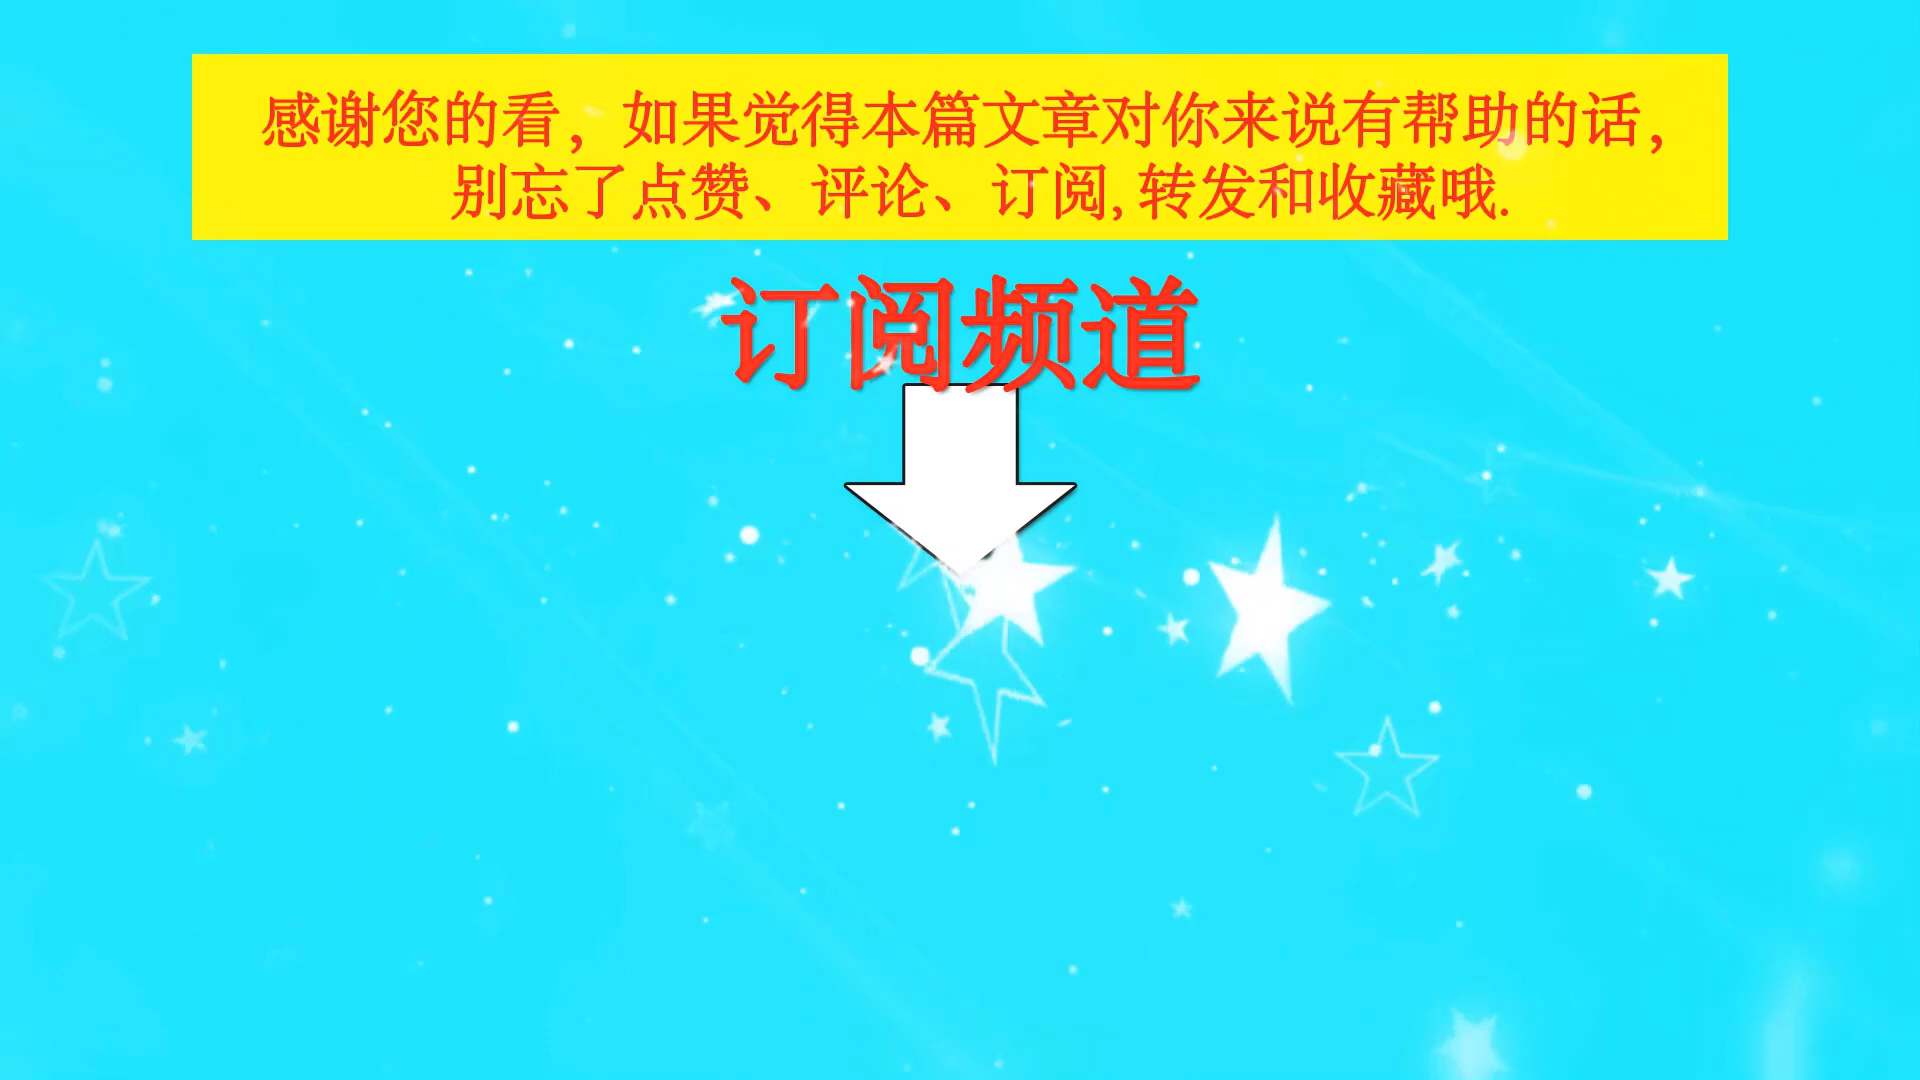 感谢您的看，如果觉得本篇文章对你来说有帮助的话，
别忘了点赞、评论、订阅,转发和收藏哦.
订阅频道